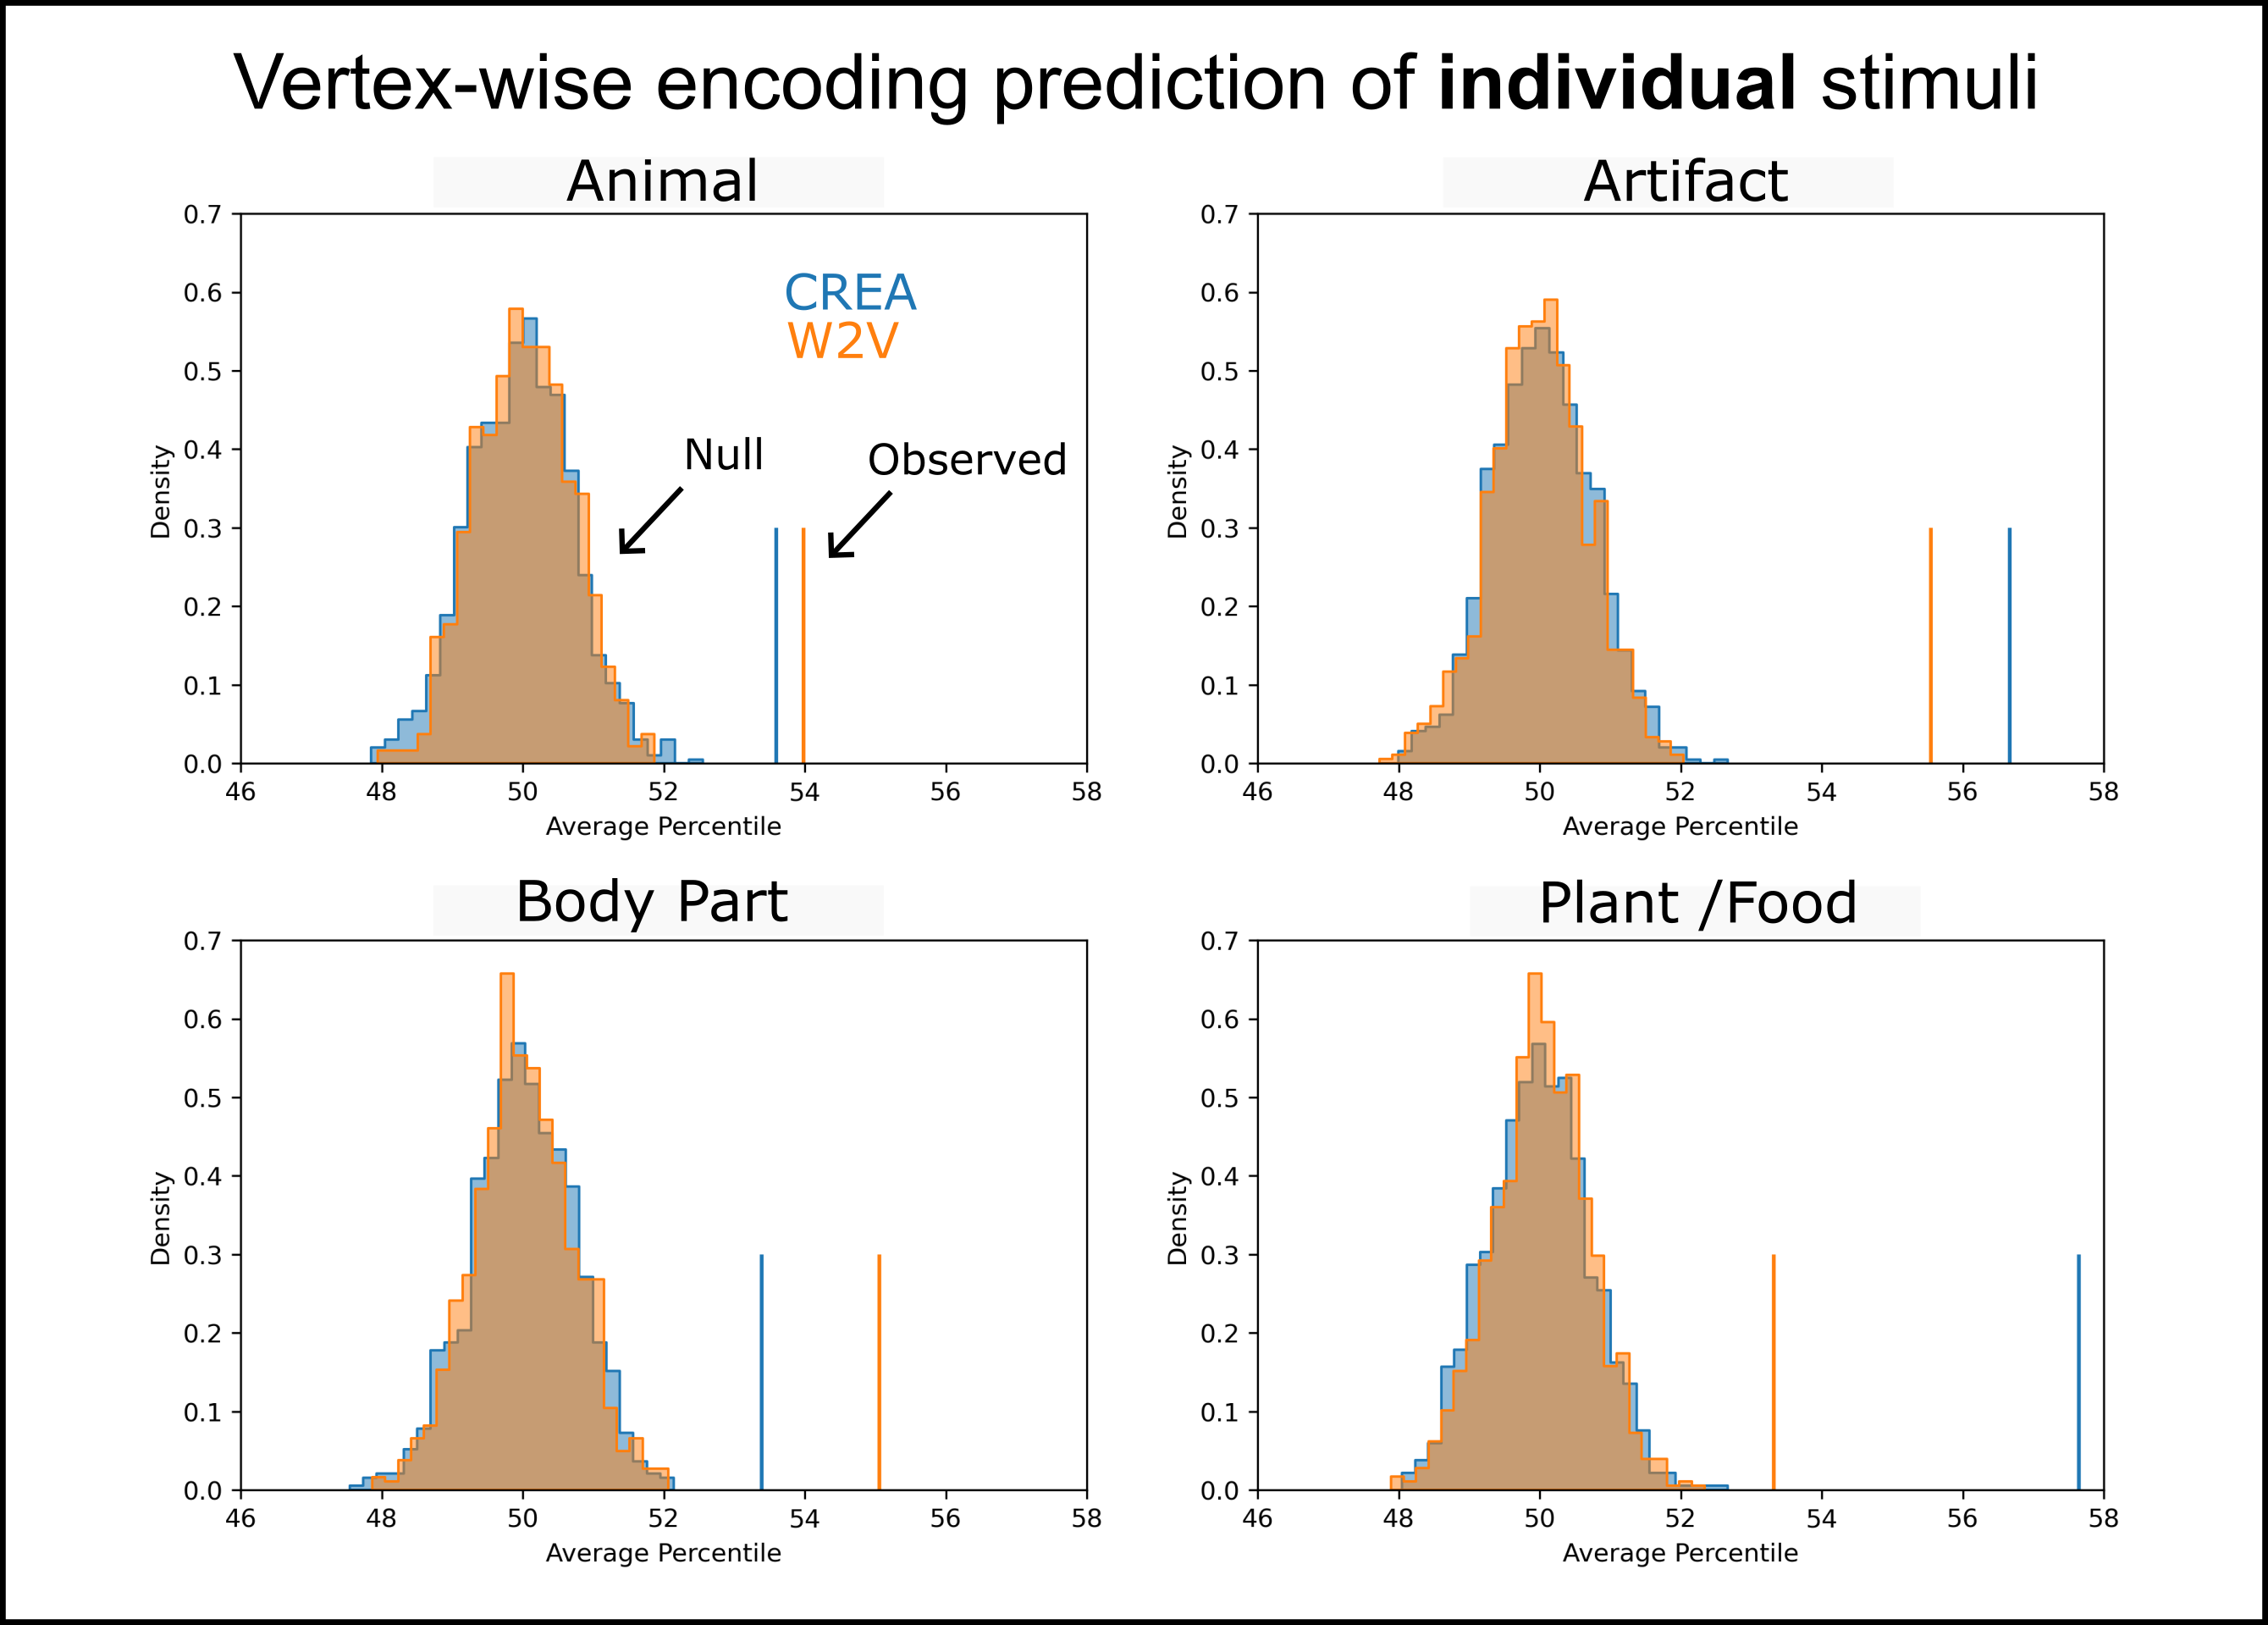 Vertex-wise encoding prediction of individual stimuli
Animal
0.7
0.6
0.5
0.4
0.3
0.2
0.1
0.0
Density
CREA
W2V
Null
Observed
46 48 50 52 54 56 58
Average Percentile
Artifact
0.7
0.6
0.5
0.4
0.3
0.2
0.1
0.0
Density
46 48 50 52 54 56 58
Average Percentile
Body Part
0.7
0.6
0.5
0.4
0.3
0.2
0.1
0.0
Density
46 48 50 52 54 56 58
Average Percentile
Plant /Food
0.7
0.6
0.5
0.4
0.3
0.2
0.1
0.0
Density
46 48 50 52 54 56 58
Average Percentile